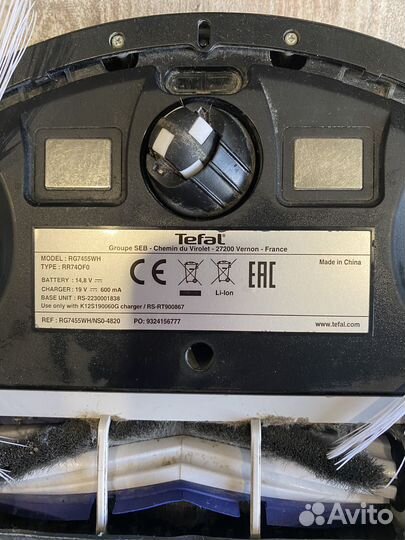 Tefal
Groupe SEB - Chemin du Virolet - 27200 Vernon - France
MODEL : RG7455WH
TYPE : RR74OF0
Made in China
BATTERY : 14,8 V
CHARGER : 19 V 600 mA
BASE UNIT : RS-2230001838
Use only with K12S190060G charger / RS-RT900867
CE
Li-Ion
EAC
REF : RG7455WH/NS0-4820 PO: 9324156777
www.tefal.com
Avito